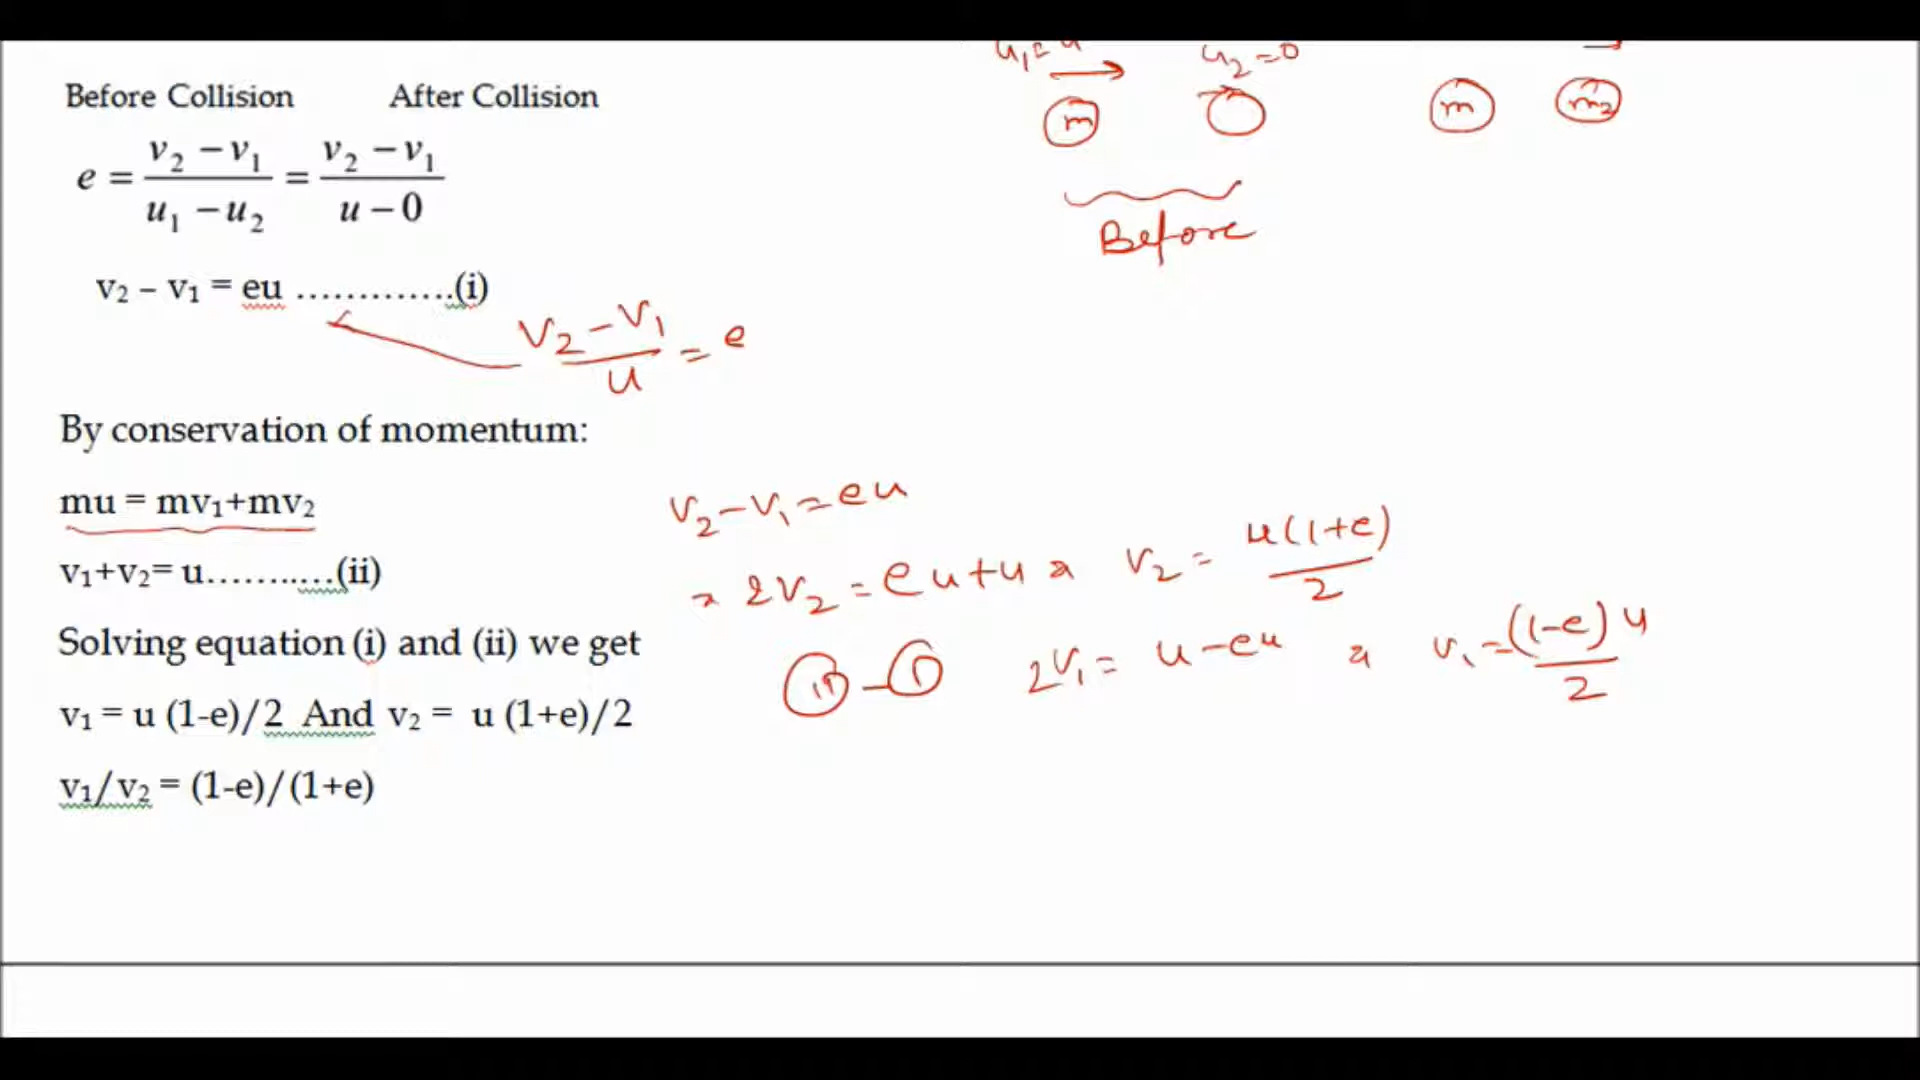 u₁ = u u₂ = 0
Before Collision After Collision
m m m₂
e = (v₂ − v₁)/(u₁ − u₂) = (v₂ − v₁)/(u − 0)
Before
v₂ – v₁ = eu ………….(i)
(V₂ − V₁)/u = e
By conservation of momentum:
mu = mv₁+mv₂
v₂ − v₁ = eu
v₁+v₂= u……..…(ii)
2v₂ = eu + u v₂ = u(1+e)/2
Solving equation (i) and (ii) we get
(ii) − (i) 2v₁ = u − eu v₁ = (1−e)u/2
v₁ = u (1-e)/2 And v₂ = u (1+e)/2
v₁/v₂ = (1-e)/(1+e)